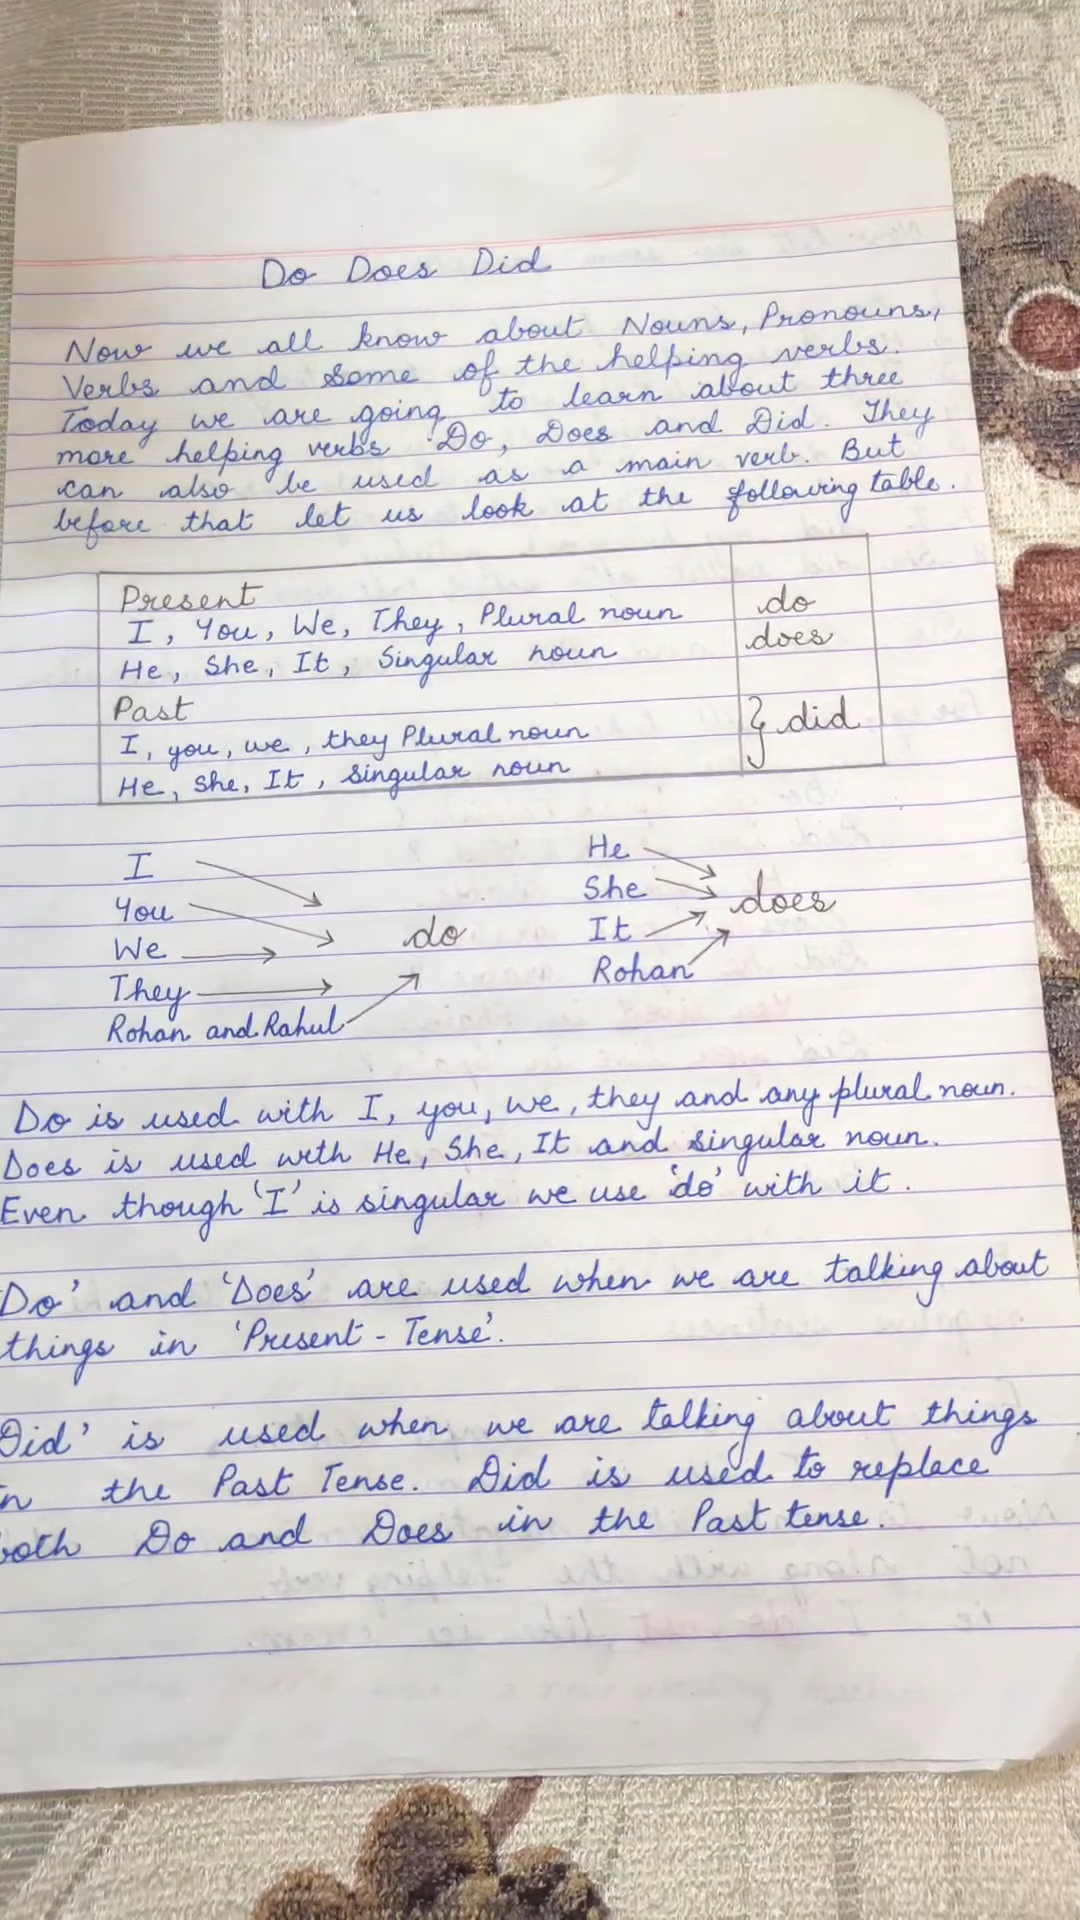 Do Does Did
Now we all know about Nouns, Pronouns,
Verbs and some of the helping verbs.
Today we are going to learn about three
more helping verbs Do, Does and Did. They
can also be used as a main verb. But
before that let us look at the following table.
Present
I, You, We, They, Plural noun do
He, She, It, Singular noun does
Past
I, you, we, they Plural noun } did
He, She, It, singular noun
I
You
We
They
Rohan and Rahul
do
He
She
It
Rohan
does
Do is used with I, you, we, they and any plural noun.
Does is used with He, She, It and singular noun.
Even though 'I' is singular we use 'do' with it.
Do' and 'Does' are used when we are talking about
things in 'Present - Tense'.
Did' is used when we are talking about things
in the Past Tense. Did is used to replace
both Do and Does in the Past tense.